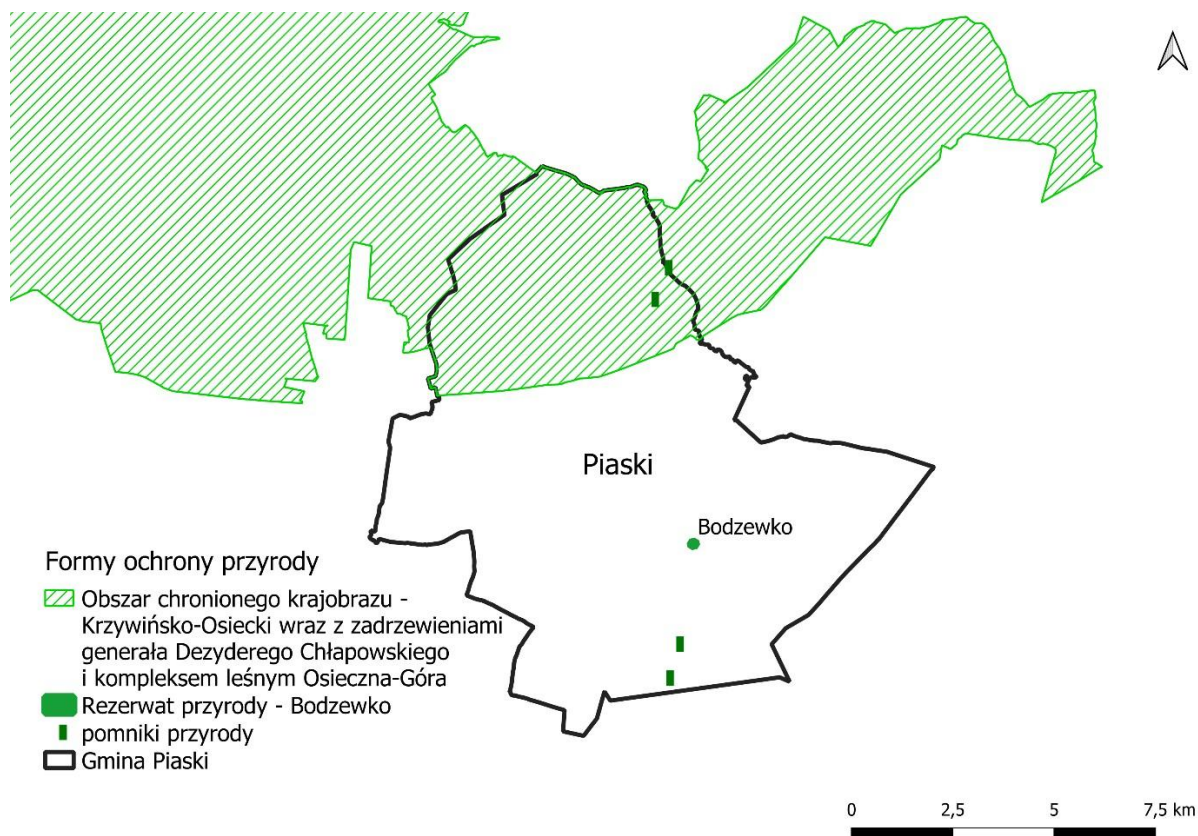 Piaski
Bodzewko
Formy ochrony przyrody
Obszar chronionego krajobrazu -
Krzywińsko-Osiecki wraz z zadrzewieniami
generała Dezyderego Chłapowskiego
i kompleksem leśnym Osieczna-Góra
Rezerwat przyrody - Bodzewko
pomniki przyrody
Gmina Piaski
0 2,5 5 7,5 km